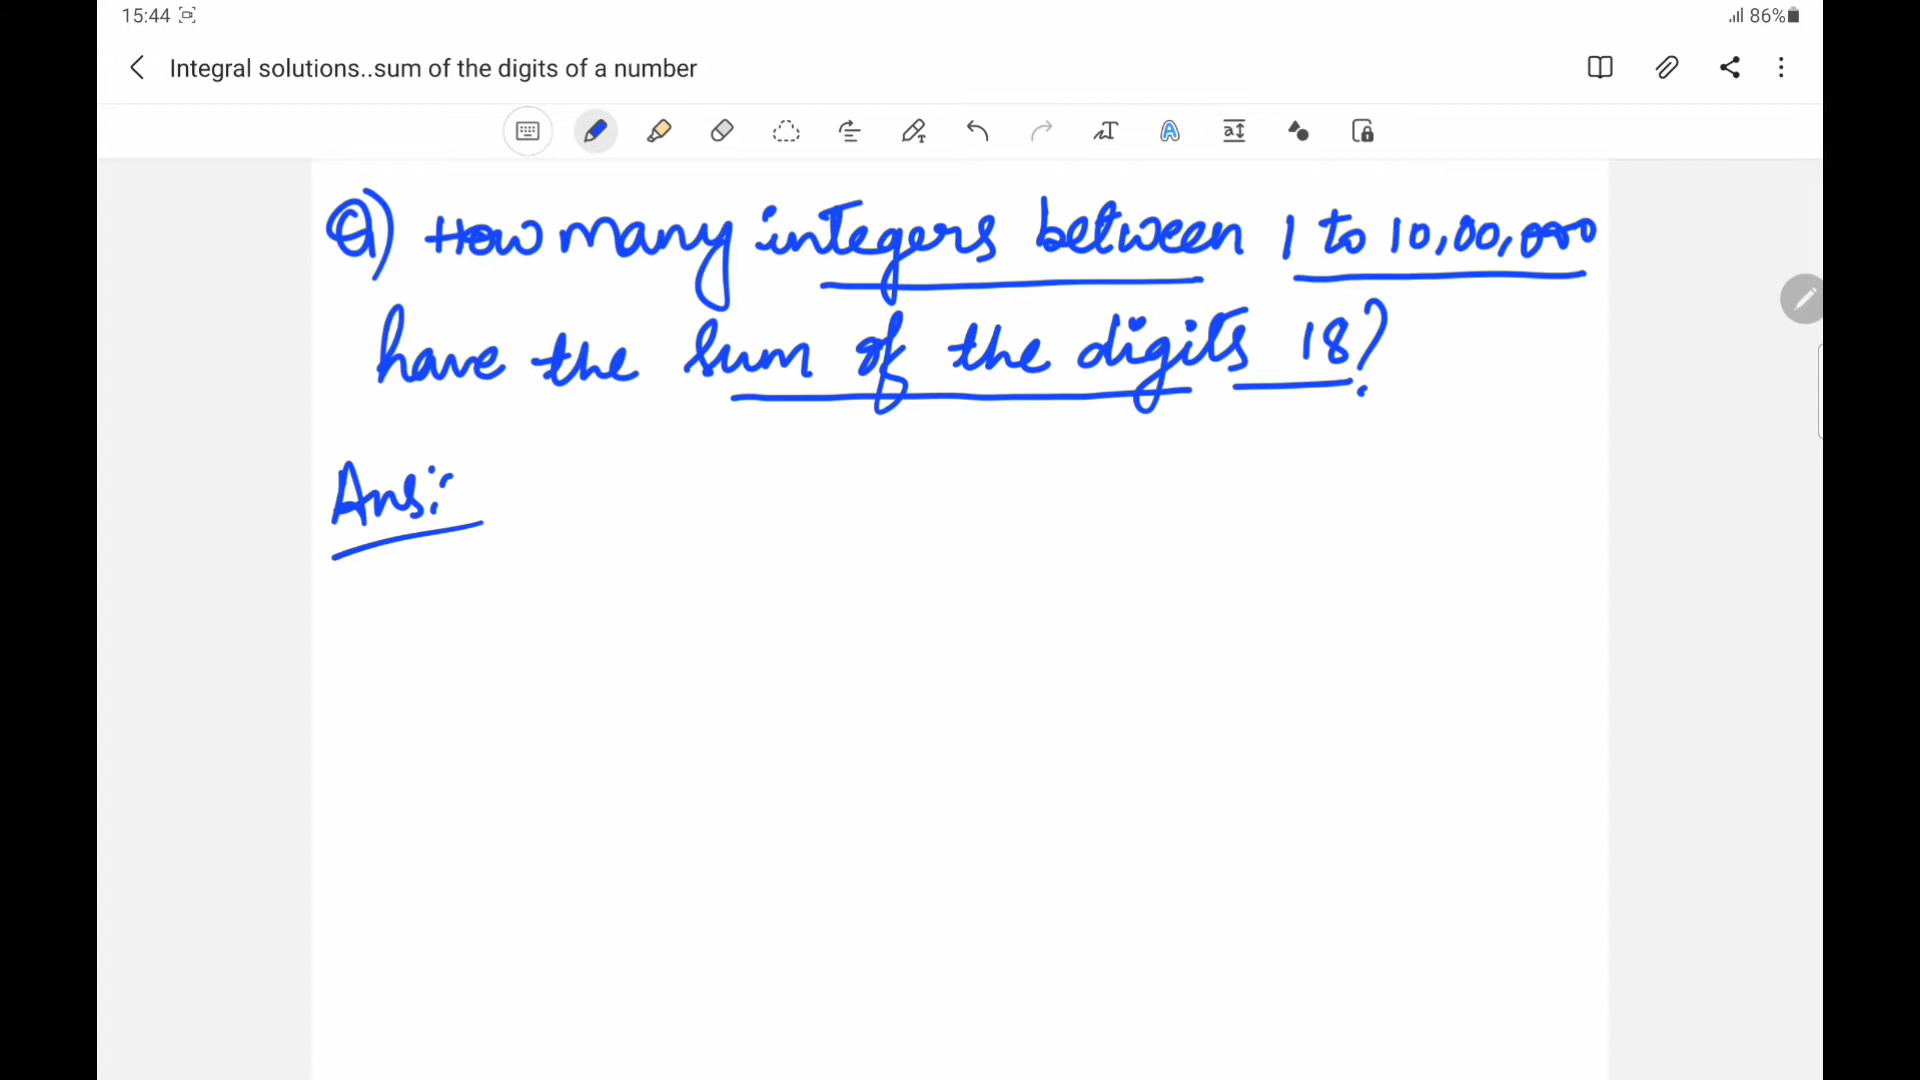 15:44
86%
Integral solutions..sum of the digits of a number
Q) How many integers between 1 to 10,00,000
have the sum of the digits 18?
Ans:-